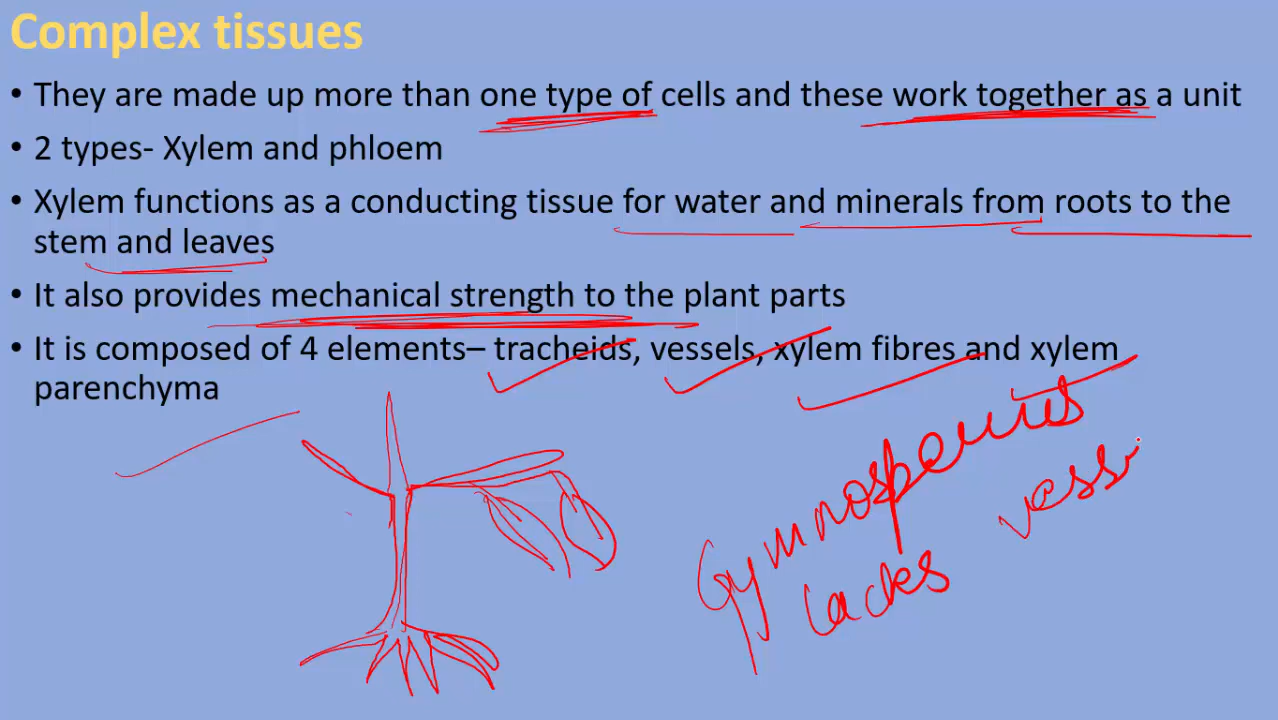 Complex tissues
• They are made up more than one type of cells and these work together as a unit
• 2 types- Xylem and phloem
• Xylem functions as a conducting tissue for water and minerals from roots to the
stem and leaves
• It also provides mechanical strength to the plant parts
• It is composed of 4 elements– tracheids, vessels, xylem fibres and xylem
parenchyma
Gymnosperms
lacks vess